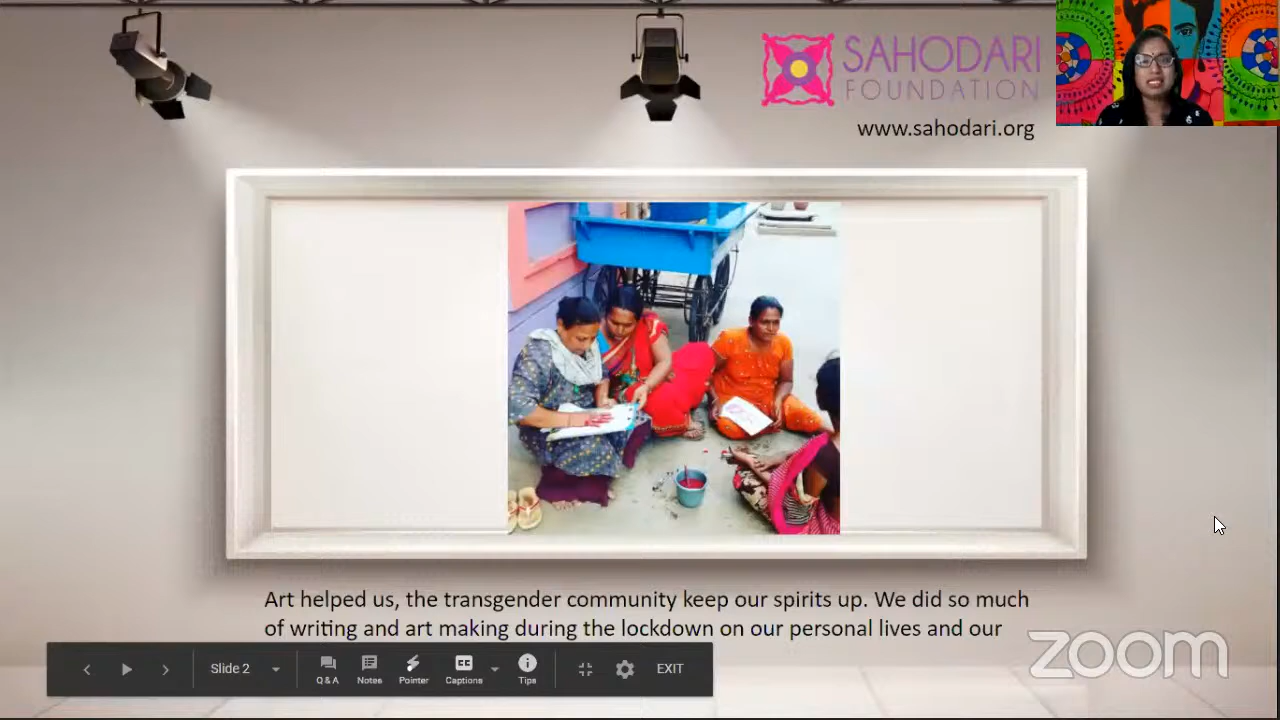 SAHODARI
FOUNDATION
www.sahodari.org
Art helped us, the transgender community keep our spirits up. We did so much
of writing and art making during the lockdown on our personal lives and our
Slide 2
Q & A
Notes
Pointer
CC
Captions
Tips
EXIT
zoom